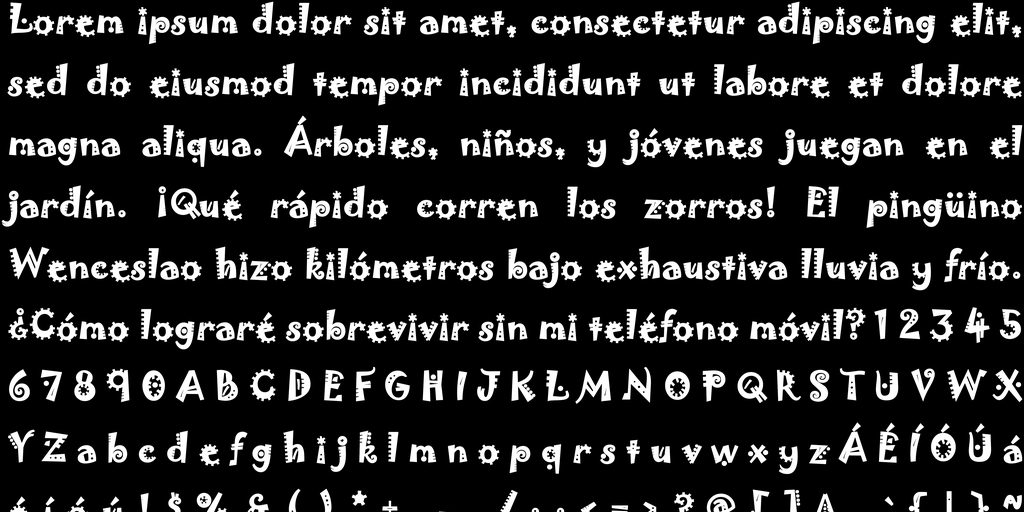 Lorem ipsum dolor sit amet, consectetur adipiscing elit,
sed do eiusmod tempor incididunt ut labore et dolore
magna aliqua. Árboles, niños, y jóvenes juegan en el
jardín. ¡Qué rápido corren los zorros! El pingüino
Wenceslao hizo kilómetros bajo exhaustiva lluvia y frío.
¿Cómo lograré sobrevivir sin mi teléfono móvil? 1 2 3 4 5
6 7 8 9 0 A B C D E F G H I J K L M N O P Q R S T U V W X
Y Z a b c d e f g h i j k l m n o p q r s t u v w x y z Á É Í Ó Ú á
é í ó ú ! $ % & ( ) * + , - . / : ; < = > ? @ [ ] ^ _ ` { | } ~